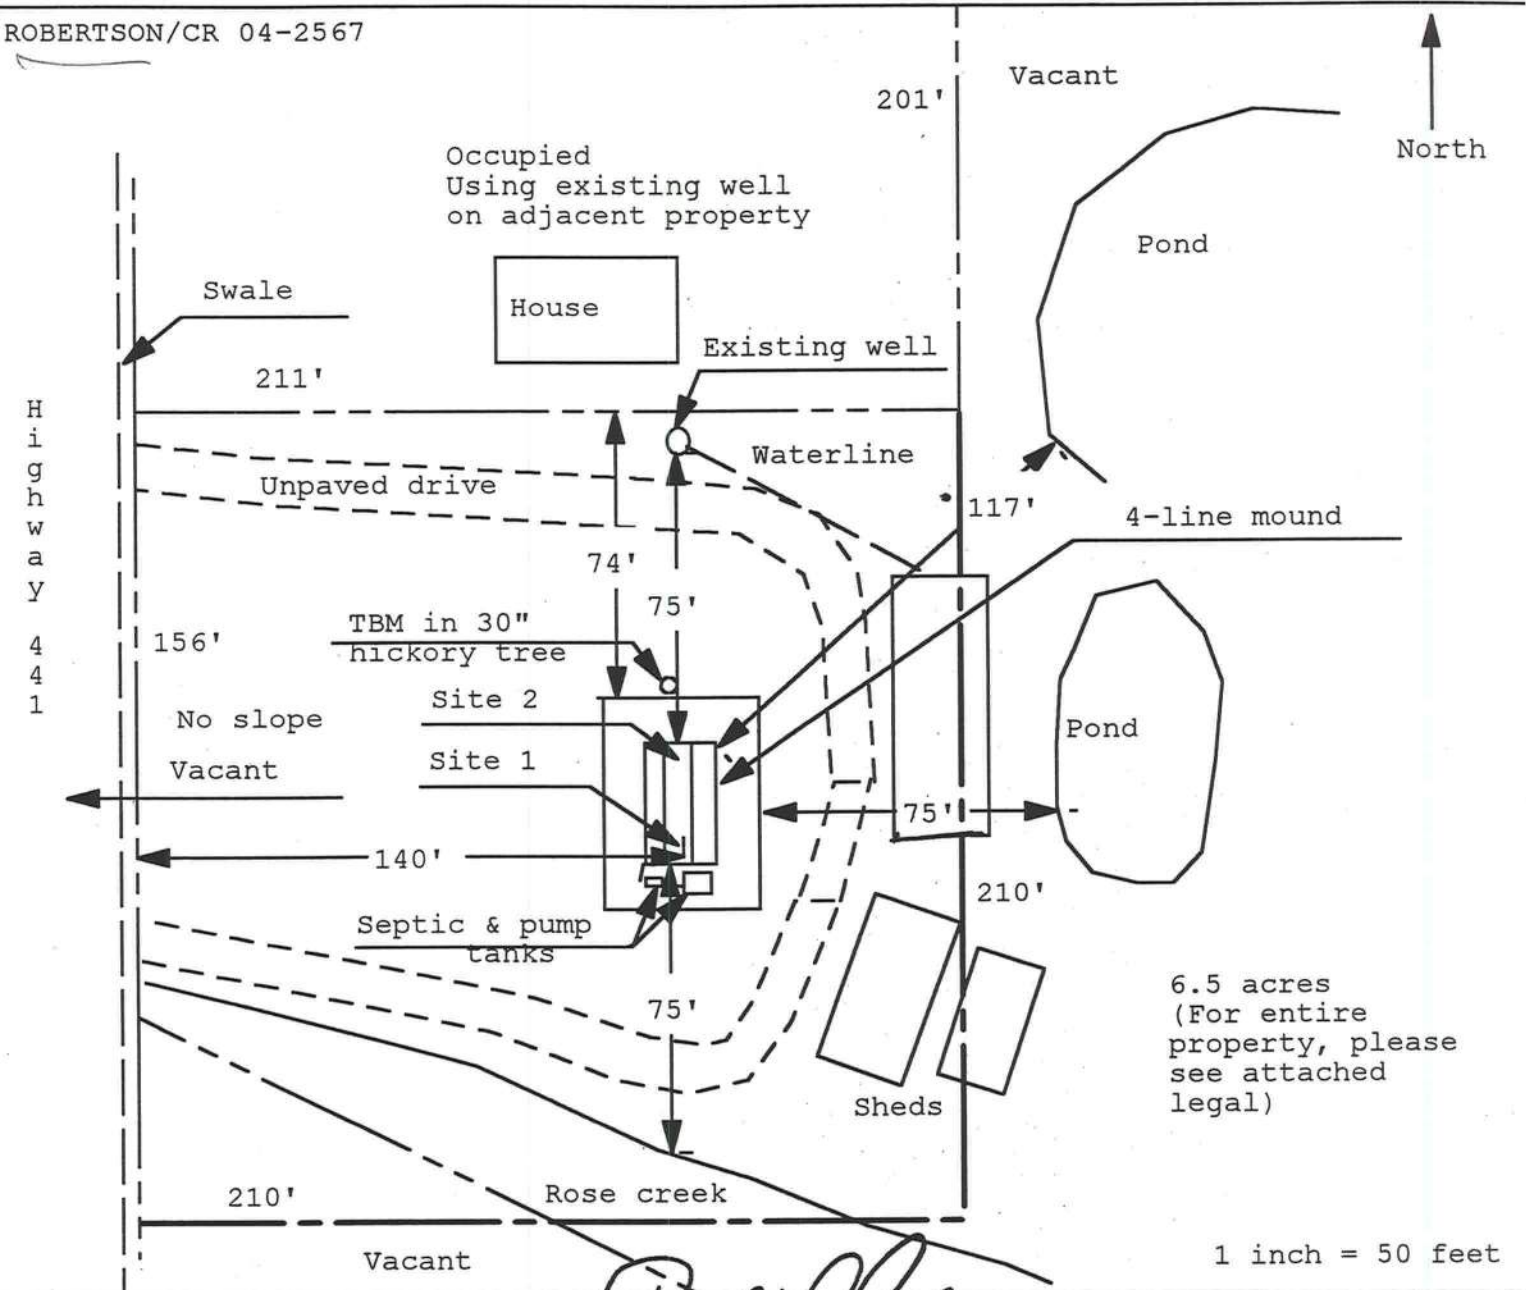 ROBERTSON/CR 04-2567
Vacant
201'
North
Occupied
Using existing well
on adjacent property
Pond
Swale
House
Existing well
211'
Highway 441
Waterline
Unpaved drive
117'
4-line mound
74'
75'
TBM in 30"
hickory tree
156'
Site 2
No slope
Pond
Site 1
Vacant
75'
140'
210'
Septic & pump
tanks
6.5 acres
(For entire
property, please
see attached
legal)
75'
Sheds
210'
Rose creek
Vacant
1 inch = 50 feet